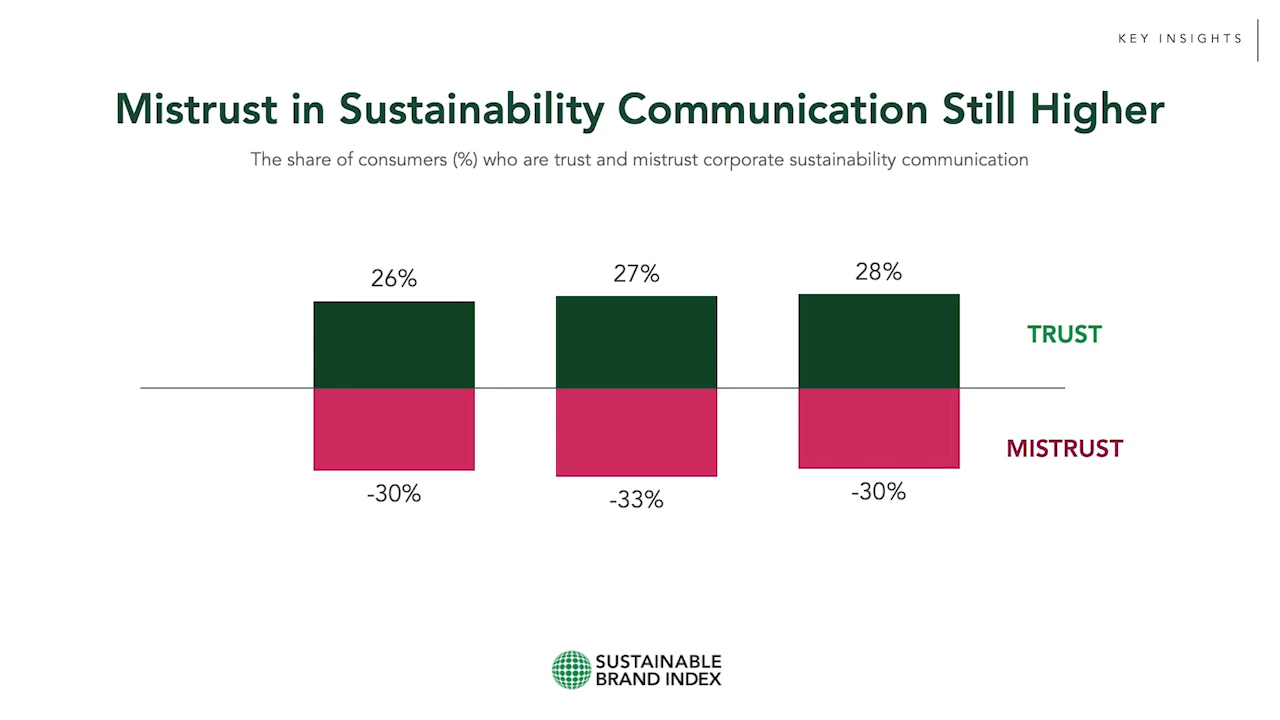 KEY INSIGHTS
Mistrust in Sustainability Communication Still Higher
The share of consumers (%) who are trust and mistrust corporate sustainability communication
26%
27%
28%
TRUST
MISTRUST
-30%
-33%
-30%
SUSTAINABLE
BRAND INDEX